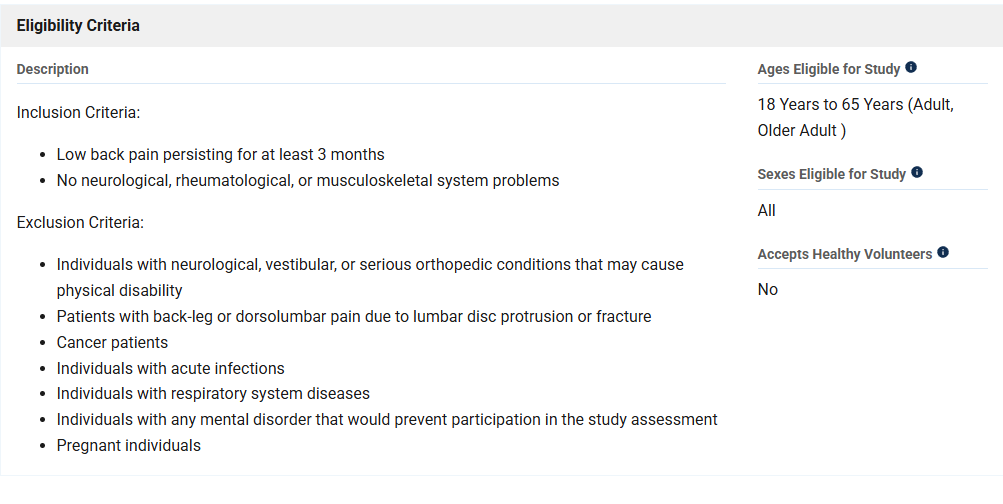 Eligibility Criteria
Description
Inclusion Criteria:
• Low back pain persisting for at least 3 months
• No neurological, rheumatological, or musculoskeletal system problems
Exclusion Criteria:
• Individuals with neurological, vestibular, or serious orthopedic conditions that may cause
physical disability
• Patients with back-leg or dorsolumbar pain due to lumbar disc protrusion or fracture
• Cancer patients
• Individuals with acute infections
• Individuals with respiratory system diseases
• Individuals with any mental disorder that would prevent participation in the study assessment
• Pregnant individuals
Ages Eligible for Study
18 Years to 65 Years (Adult,
Older Adult )
Sexes Eligible for Study
All
Accepts Healthy Volunteers
No